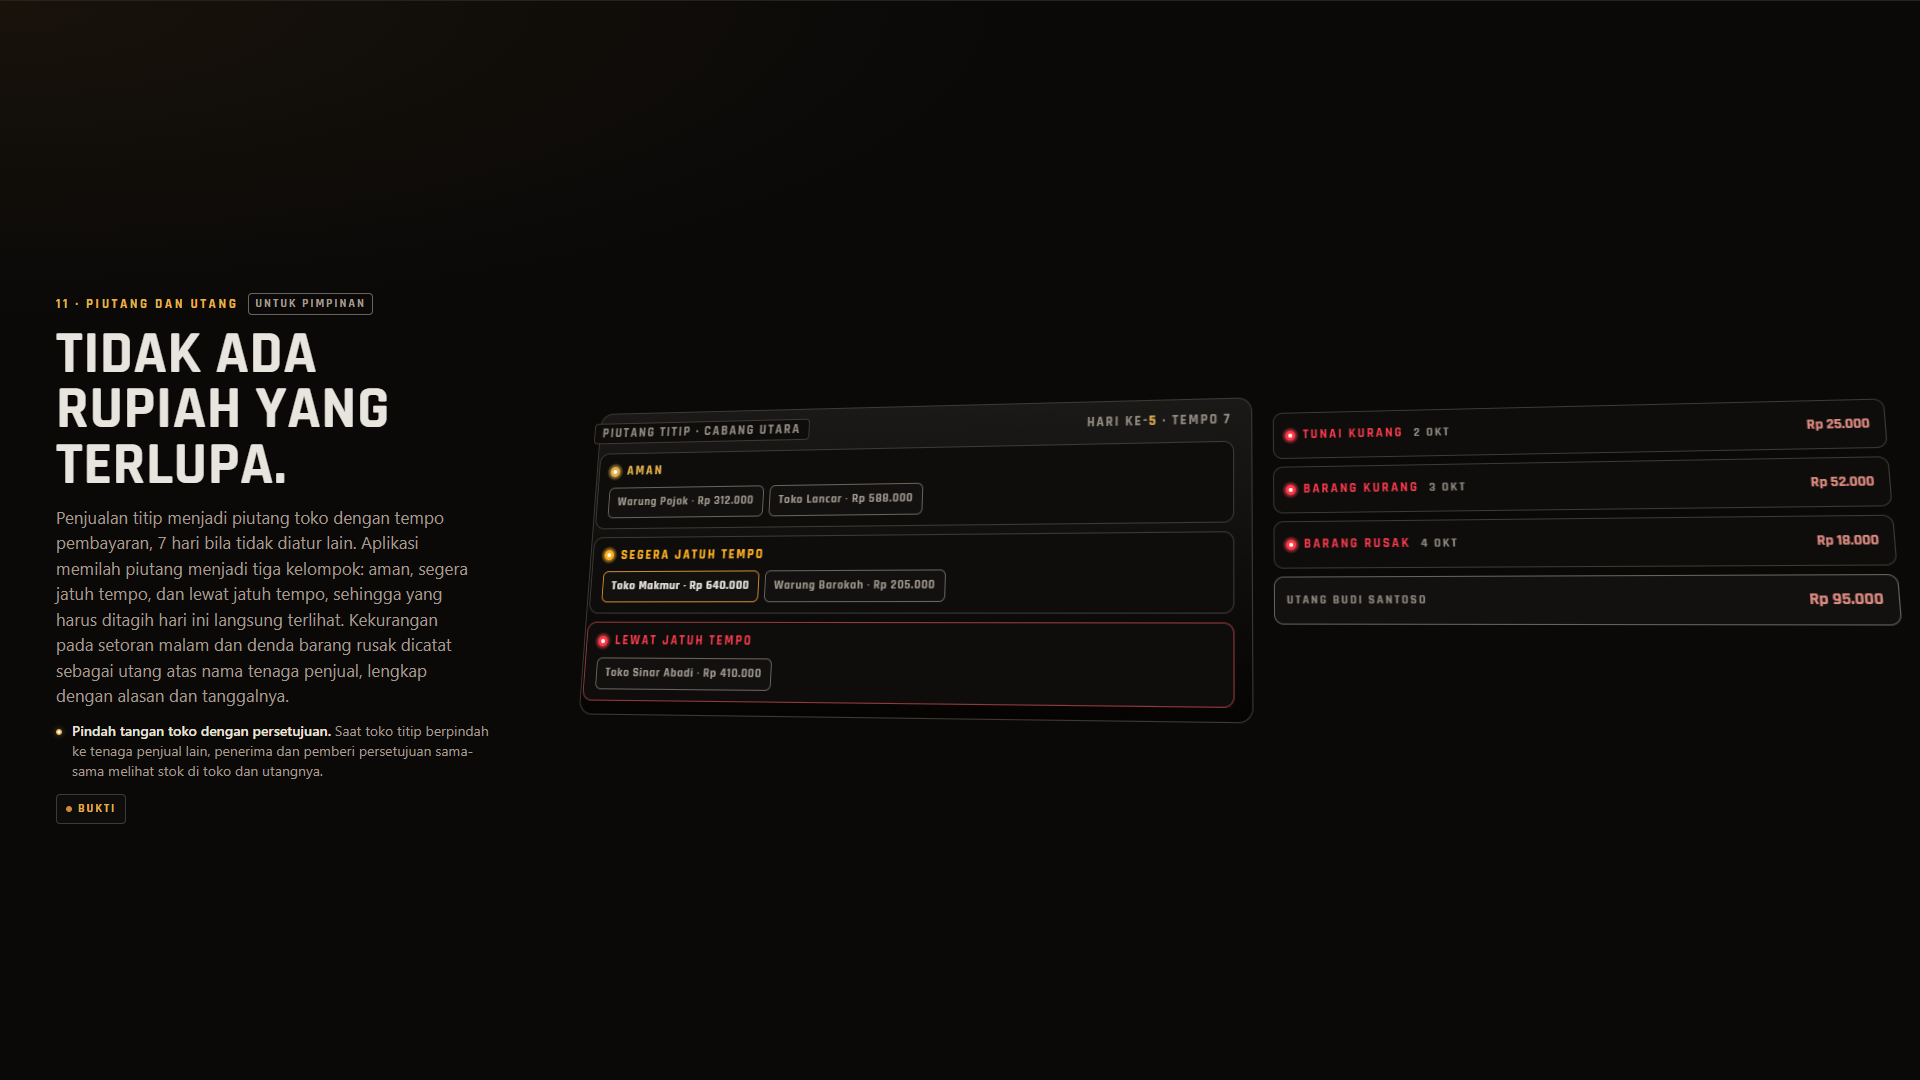 11 · PIUTANG DAN UTANG
UNTUK PIMPINAN
TIDAK ADA
RUPIAH YANG
TERLUPA.
Penjualan titip menjadi piutang toko dengan tempo
pembayaran, 7 hari bila tidak diatur lain. Aplikasi
memilah piutang menjadi tiga kelompok: aman, segera
jatuh tempo, dan lewat jatuh tempo, sehingga yang
harus ditagih hari ini langsung terlihat. Kekurangan
pada setoran malam dan denda barang rusak dicatat
sebagai utang atas nama tenaga penjual, lengkap
dengan alasan dan tanggalnya.
Pindah tangan toko dengan persetujuan. Saat toko titip berpindah
ke tenaga penjual lain, penerima dan pemberi persetujuan sama-
sama melihat stok di toko dan utangnya.
BUKTI
PIUTANG TITIP · CABANG UTARA
HARI KE-5 · TEMPO 7
AMAN
Warung Pojok · Rp 312.000
Toko Lancar · Rp 588.000
SEGERA JATUH TEMPO
Toko Makmur · Rp 640.000
Warung Barokah · Rp 205.000
LEWAT JATUH TEMPO
Toko Sinar Abadi · Rp 410.000
TUNAI KURANG 2 OKT Rp 25.000
BARANG KURANG 3 OKT Rp 52.000
BARANG RUSAK 4 OKT Rp 18.000
UTANG BUDI SANTOSO Rp 95.000